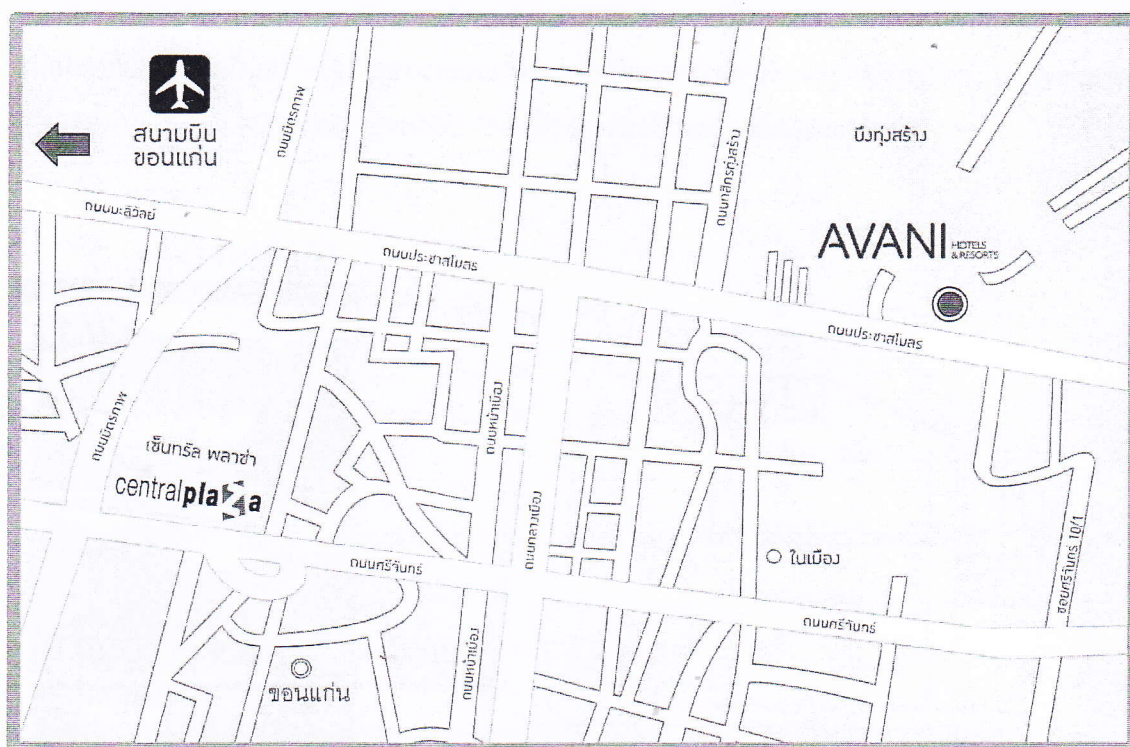 สนามบิน
ขอนแก่น
ถนนมิตรภาพ
ถนนมะลิวัลย์
ถนนประชาสโมสร
ถนนกสิกรทุ่งสร้าง
บึงทุ่งสร้าง
AVANI HOTELS
& RESORTS
ถนนประชาสโมสร
ถนนมิตรภาพ
เซ็นทรัล พลาซ่า
centralplaza
ถนนหน้าเมือง
ถนนกลางเมือง
ถนนศรีจันทร์
ในเมือง
ซอยศรีจันทร์ 10/1
ถนนศรีจันทร์
ถนนหน้าเมือง
ขอนแก่น